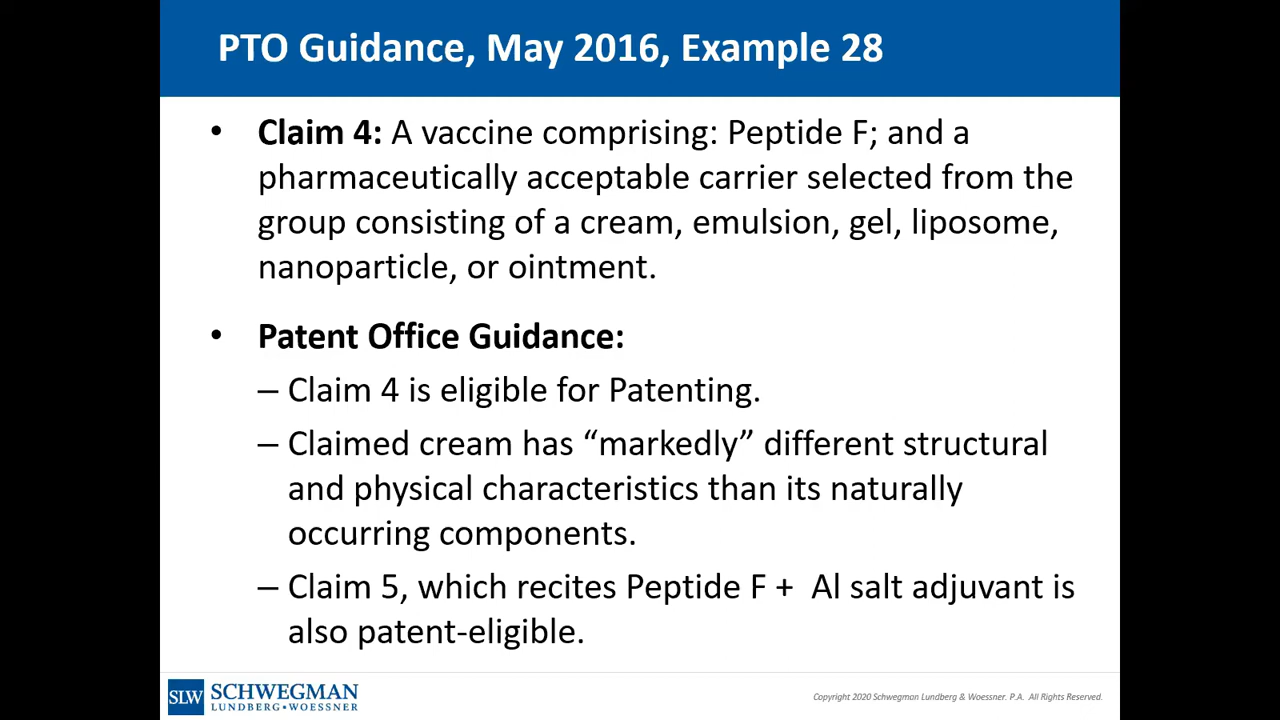 PTO Guidance, May 2016, Example 28
• Claim 4: A vaccine comprising: Peptide F; and a
pharmaceutically acceptable carrier selected from the
group consisting of a cream, emulsion, gel, liposome,
nanoparticle, or ointment.
• Patent Office Guidance:
– Claim 4 is eligible for Patenting.
– Claimed cream has “markedly” different structural
and physical characteristics than its naturally
occurring components.
– Claim 5, which recites Peptide F + Al salt adjuvant is
also patent-eligible.
SLW SCHWEGMAN
LUNDBERG • WOESSNER
Copyright 2020 Schwegman Lundberg & Woessner. P.A. All Rights Reserved.